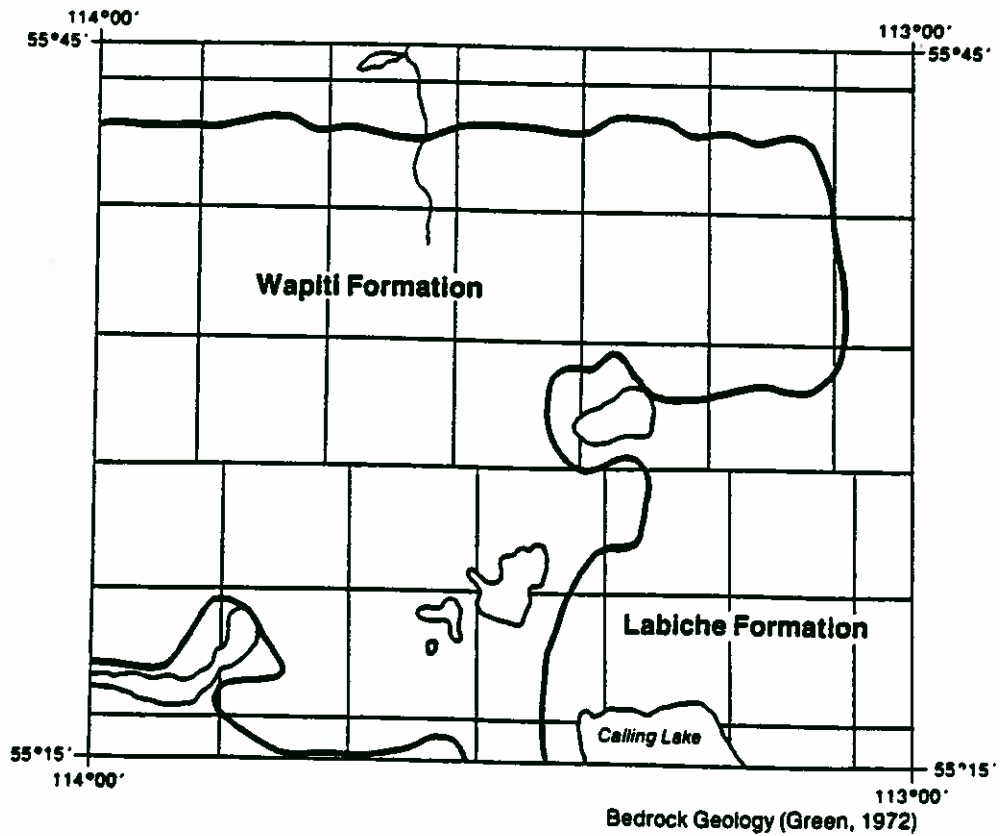 114°00′
113°00′
55°45′
55°45′
Wapiti Formation
Labiche Formation
Calling Lake
55°15′
55°15′
114°00′
113°00′
Bedrock Geology (Green, 1972)